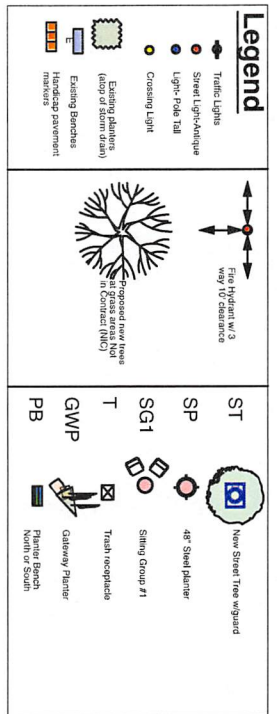 Legend
Traffic Lights
Street Light-Antique
Light- Pole Tall
Crossing Light
Existing planters
(atop of storm drain)
E
Existing Benches
Handicap pavement
markers
Fire Hydrant w/ 3
way 10' clearance
Proposed new trees
at grass areas Not
in Contract (NIC)
ST
New Street Tree w/guard
SP
48" Steel planter
SG1
Sitting Group #1
T
Trash receptacle
GWP
Gateway Planter
PB
Planter Bench
North or South